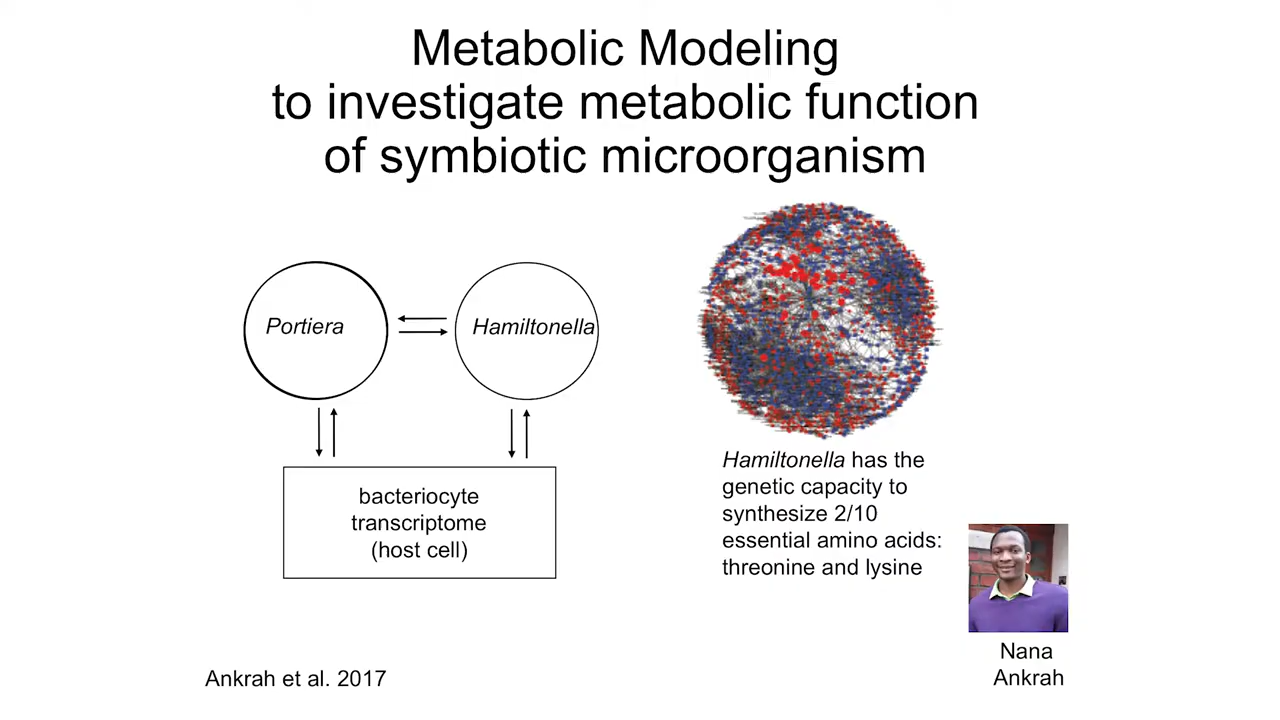 Metabolic Modeling
to investigate metabolic function
of symbiotic microorganism
Portiera
Hamiltonella
bacteriocyte
transcriptome
(host cell)
Hamiltonella has the
genetic capacity to
synthesize 2/10
essential amino acids:
threonine and lysine
Nana
Ankrah
Ankrah et al. 2017